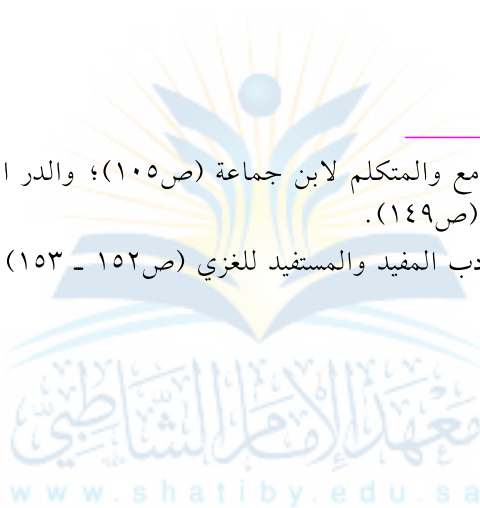 مع والمتكلم لابن جماعة (ص١٠٥)؛ والدر ا
(ص١٤٩).
دب المفيد والمستفيد للغزي (ص١٥٢ - ١٥٣)
معهد الإمام الشاطبي
www.shatiby.edu.sa